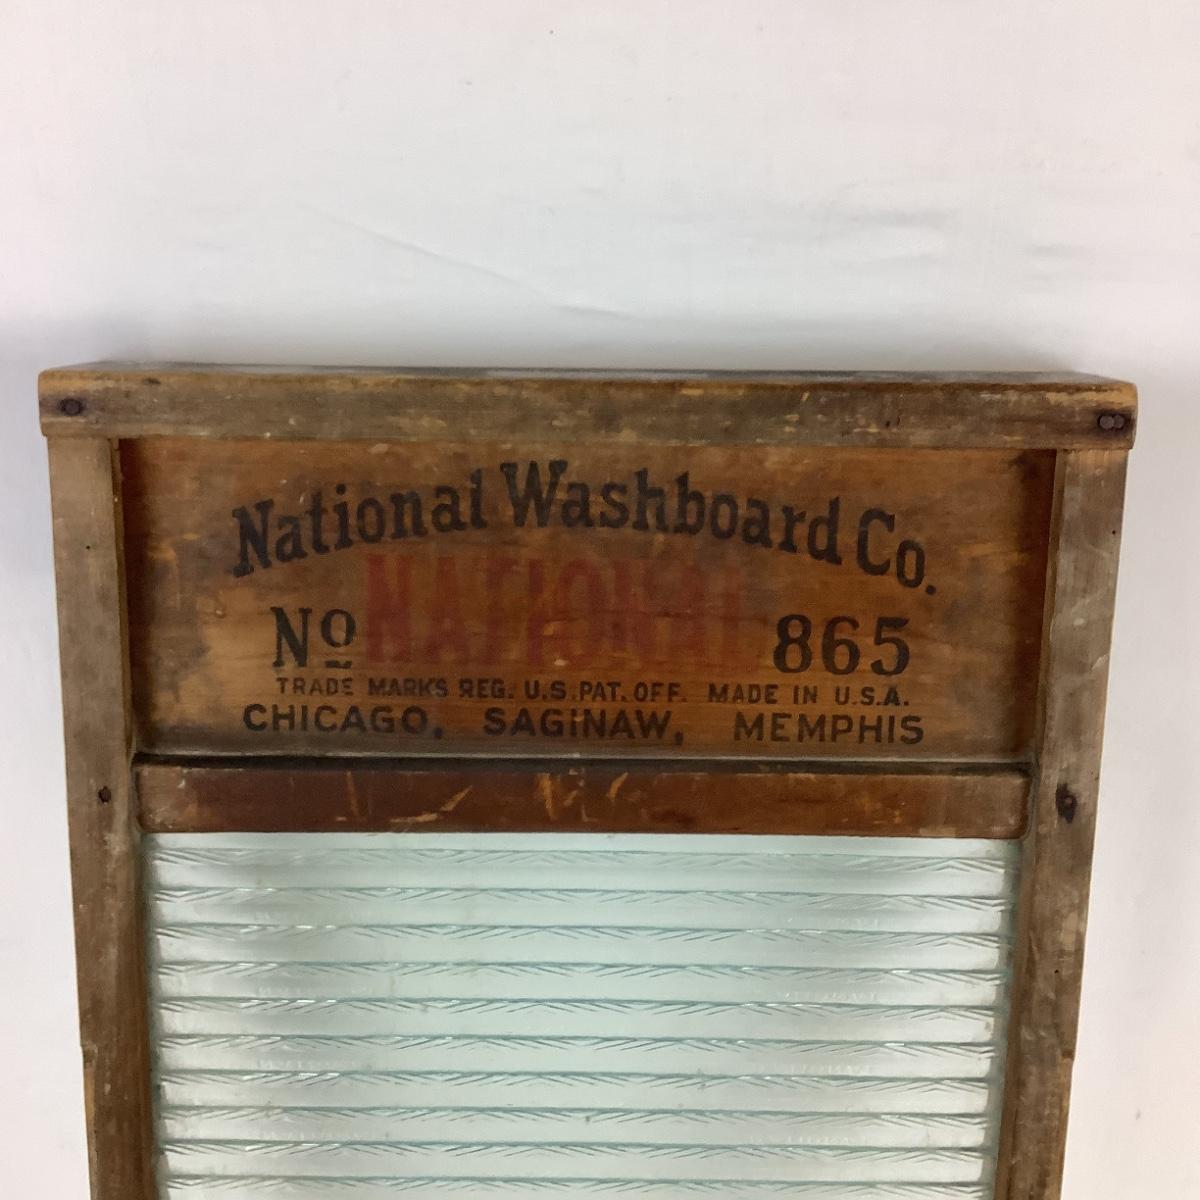 National Washboard Co.
NATIONAL
No 865
TRADE MARKS REG. U.S. PAT. OFF. MADE IN U.S.A.
CHICAGO, SAGINAW, MEMPHIS